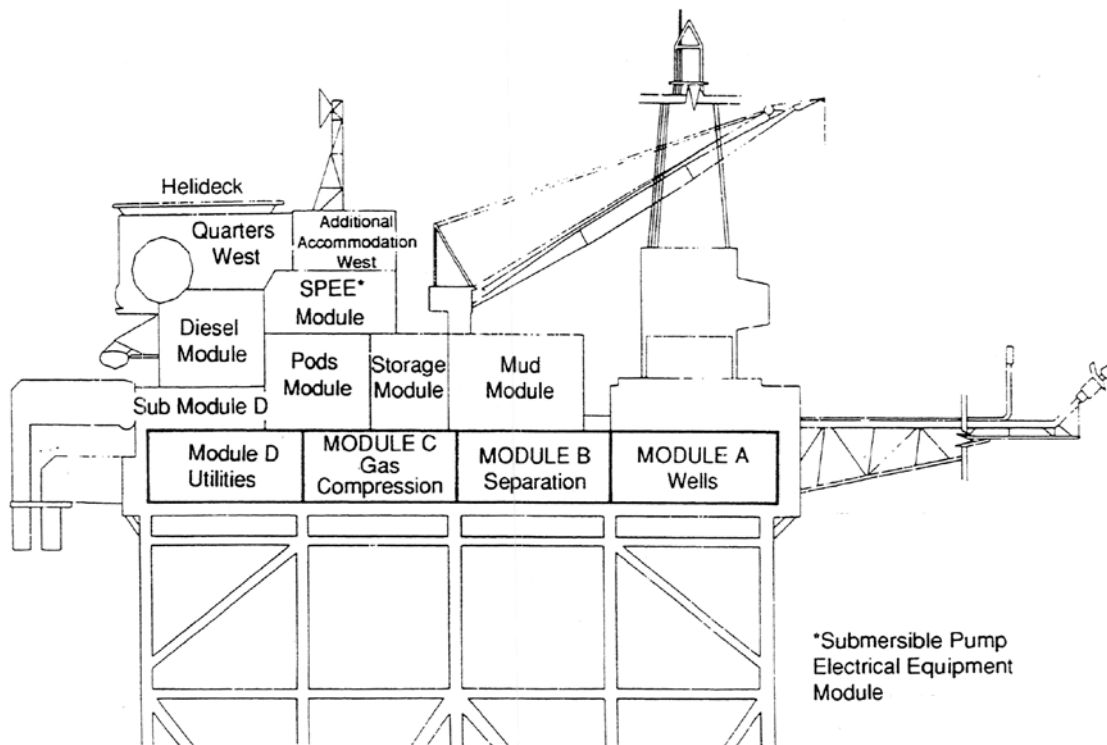 Helideck
Quarters
West
Additional
Accommodation
West
SPEE*
Module
Diesel
Module
Pods
Module
Storage
Module
Mud
Module
Sub Module D
Module D
Utilities
MODULE C
Gas
Compression
MODULE B
Separation
MODULE A
Wells
*Submersible Pump
Electrical Equipment
Module